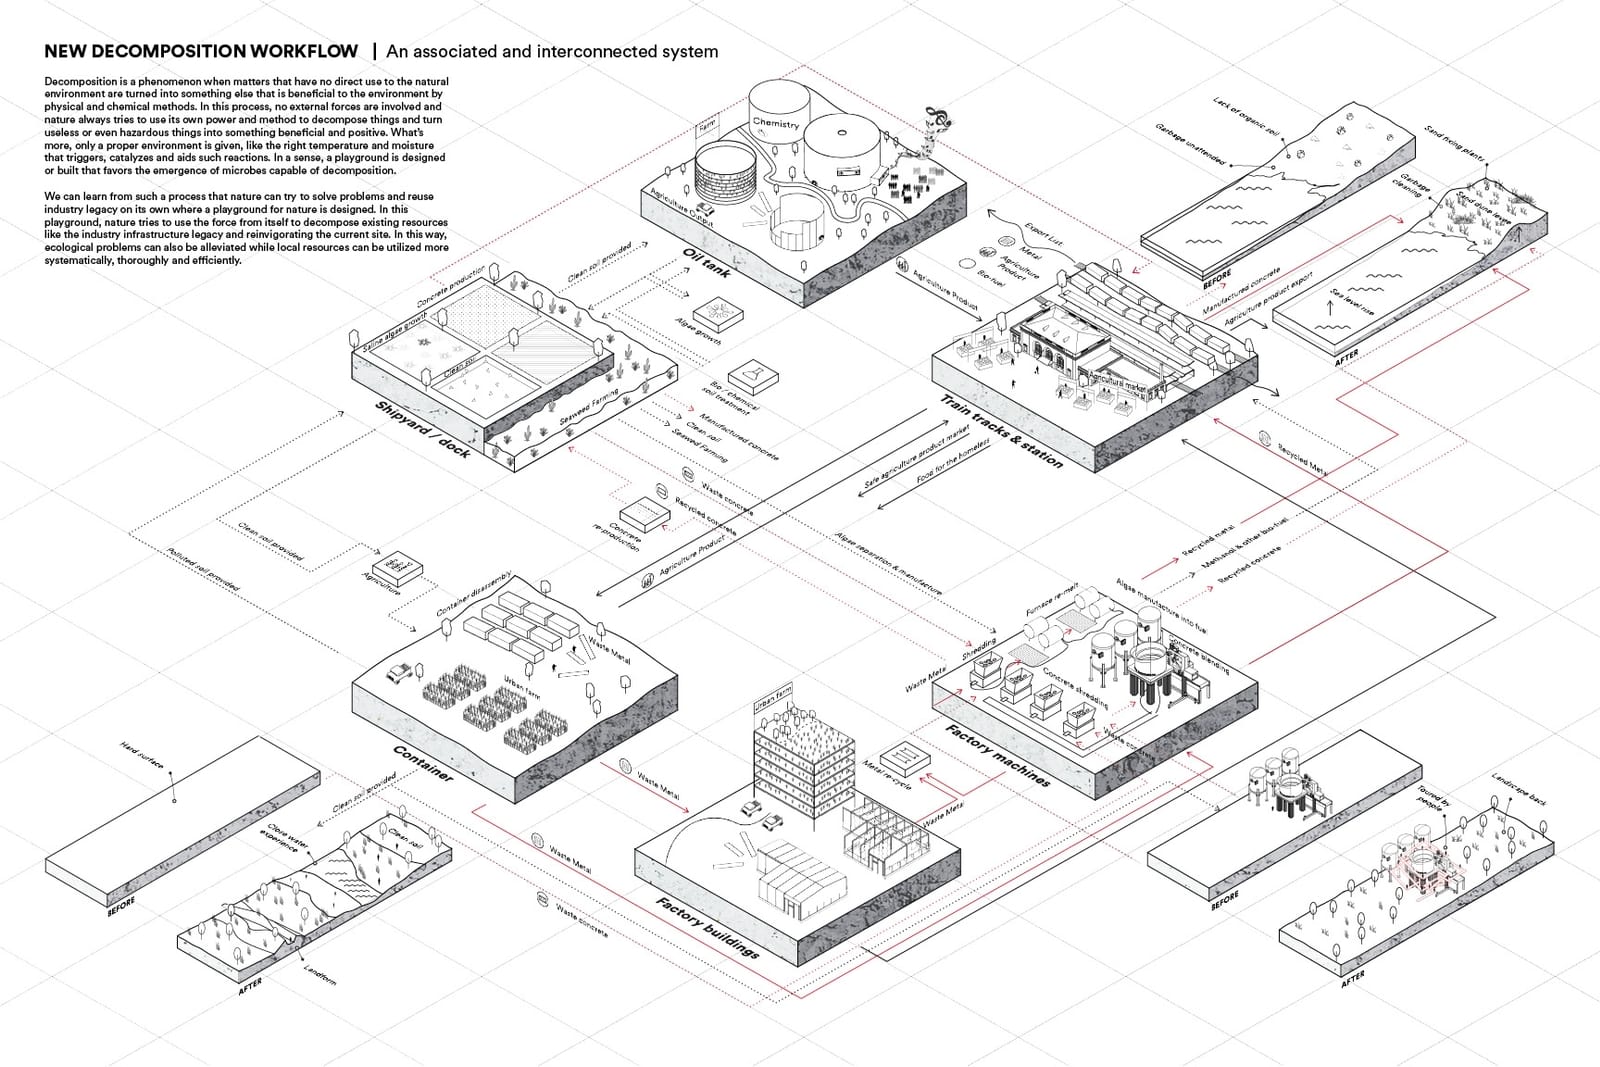 NEW DECOMPOSITION WORKFLOW | An associated and interconnected system
Decomposition is a phenomenon when matters that have no direct use to the natural
environment are turned into something else that is beneficial to the environment by
physical and chemical methods. In this process, no external forces are involved and
nature always tries to use its own power and method to decompose things and turn
useless or even hazardous things into something beneficial and positive. What's
more, only a proper environment is given, like the right temperature and moisture
that triggers, catalyzes and aids such reactions. In a sense, a playground is designed
or built that favors the emergence of microbes capable of decomposition.
We can learn from such a process that nature can try to solve problems and reuse
industry legacy on its own where a playground for nature is designed. In this
playground, nature tries to use the force from itself to decompose existing resources
like the industry infrastructure legacy and reinvigorating the current site. In this way,
ecological problems can also be alleviated while local resources can be utilized more
systematically, thoroughly and efficiently.
Farm
Chemistry
Agriculture Output
Oil tank
Lack of organic soil
Garbage unattended
BEFORE
Sand fixing plants
Garbage
cleaning
Sand dune levee
Sea level rise
AFTER
Manufactured concrete
Agriculture product export
Export List
Metal
Agriculture
Product
Bio-fuel
Agriculture Product
Agricultural market
Train tracks & station
Concrete production
Saline algae growth
Clean soil
Seaweed Farming
Shipyard / dock
Clean soil provided
Algae growth
Bio / chemical
soil treatment
Manufactured concrete
Clean soil
Seaweed Farming
Waste concrete
Recycled concrete
Concrete
re-production
Agriculture Product
Safe agriculture product market
Food for the homeless
Algae separation & manufacture
Recycled Metal
Recycled metal
Methanol & other bio-fuel
Recycled concrete
Clean soil provided
Polluted soil provided
Agriculture
Container disassembly
Waste Metal
Urban farm
Container
Furnace re-melt
Algae manufacture into fuel
Shredding
Concrete shredding
Concrete blending
Waste Metal
Waste concrete
Factory machines
Waste Metal
Urban farm
Metal recycle
Waste Metal
Factory buildings
Waste Metal
Waste concrete
Hard surface
BEFORE
Clean soil provided
Close water
experience
Clean soil
Landform
AFTER
BEFORE
Toured by
people
Landscape back
AFTER